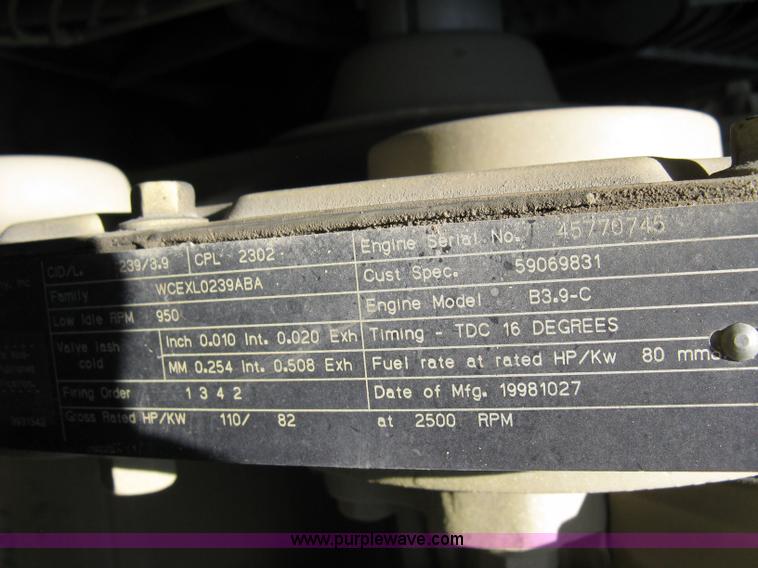 Engine Serial No. 45770745
CID/L. 239/3.9 CPL 2302
Cust Spec. 59069831
Family WCEXL0239ABA
Engine Model B3.9-C
Low Idle RPM 950
Timing - TDC 16 DEGREES
Valve lash cold
Inch 0.010 Int. 0.020 Exh
MM 0.254 Int. 0.508 Exh
Fuel rate at rated HP/Kw 80
Firing Order 1 3 4 2
Date of Mfg. 19981027
Gross Rated HP/KW 110/ 82 at 2500 RPM
www.purplewave.com